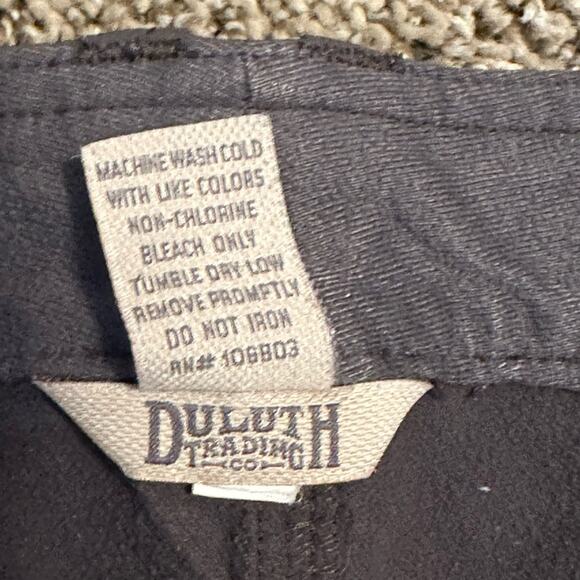 MACHINE WASH COLD
WITH LIKE COLORS
NON-CHLORINE
BLEACH ONLY
TUMBLE DRY LOW
REMOVE PROMPTLY
DO NOT IRON
RN# 106803
DULUTH
TRADING
CO